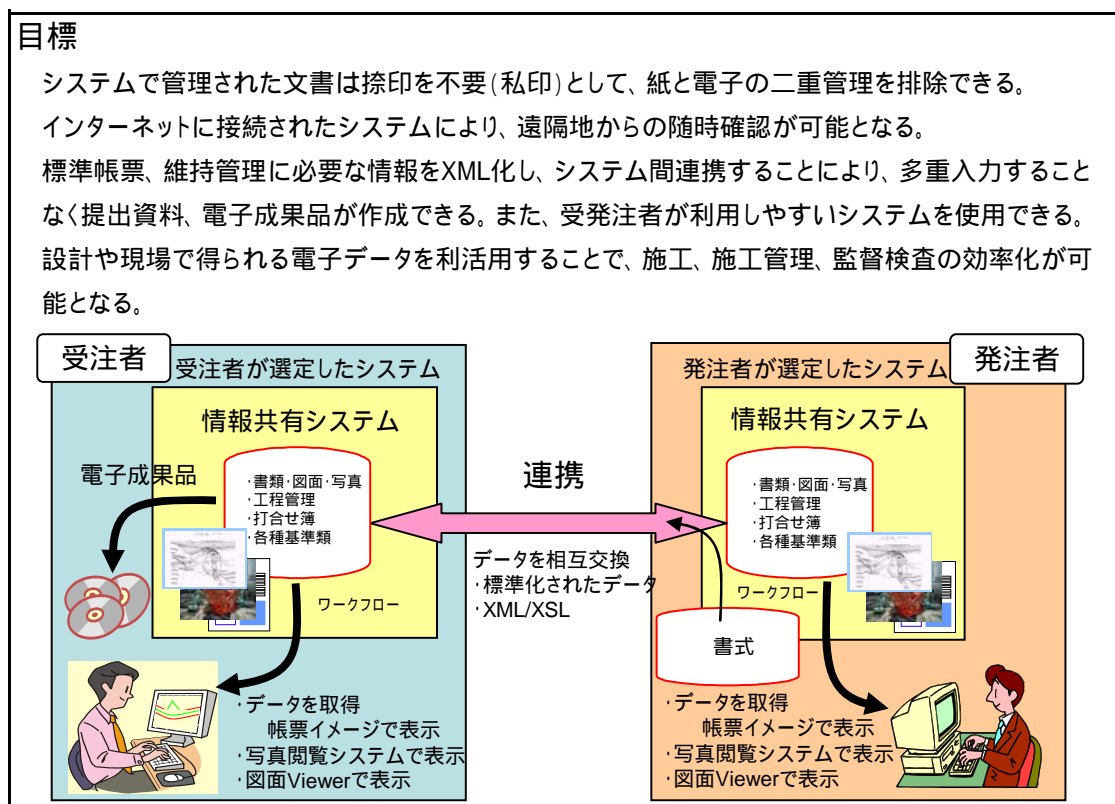 目標
システムで管理された文書は捺印を不要(私印)として、紙と電子の二重管理を排除できる。
インターネットに接続されたシステムにより、遠隔地からの随時確認が可能となる。
標準帳票、維持管理に必要な情報をXML化し、システム間連携することにより、多重入力すること
なく提出資料、電子成果品が作成できる。また、受発注者が利用しやすいシステムを使用できる。
設計や現場で得られる電子データを利活用することで、施工、施工管理、監督検査の効率化が可
能となる。
受注者
受注者が選定したシステム
情報共有システム
電子成果品
・書類・図面・写真
・工程管理
・打合せ簿
・各種基準類
ワークフロー
・データを取得
帳票イメージで表示
・写真閲覧システムで表示
・図面Viewerで表示
連携
データを相互交換
・標準化されたデータ
・XML/XSL
発注者
発注者が選定したシステム
情報共有システム
・書類・図面・写真
・工程管理
・打合せ簿
・各種基準類
ワークフロー
書式
・データを取得
帳票イメージで表示
・写真閲覧システムで表示
・図面Viewerで表示